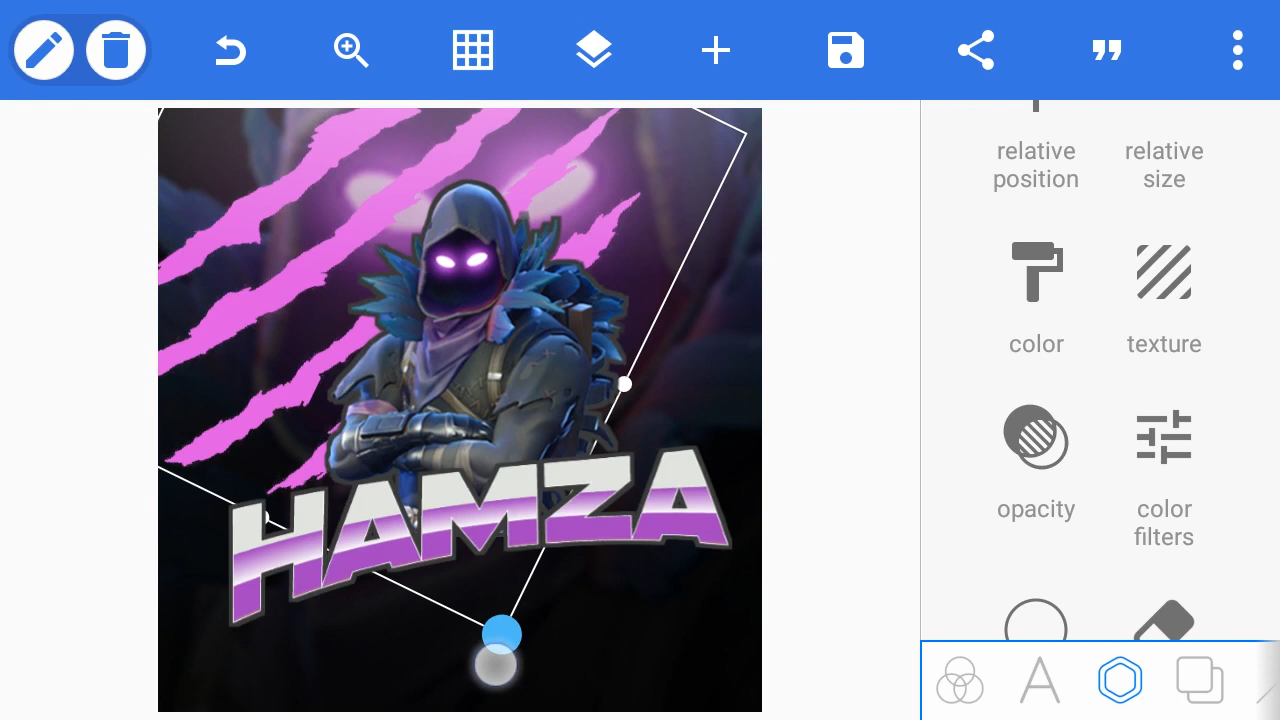 relative
position
relative
size
color
texture
opacity
color
filters
HAMZA